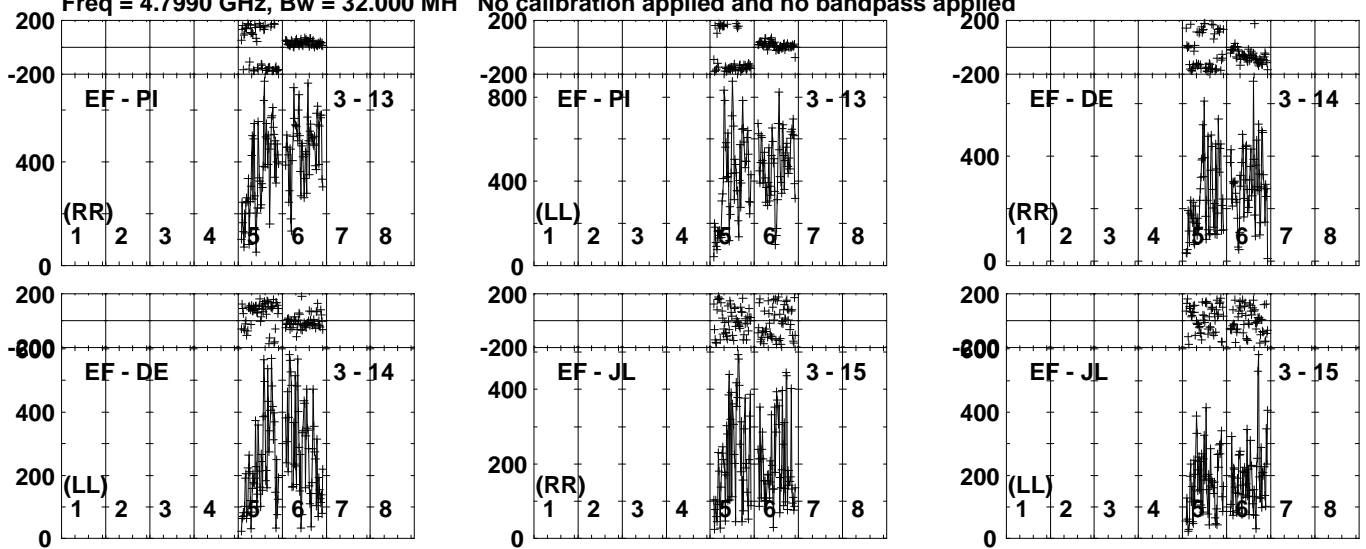 Freq = 4.7990 GHz, Bw = 32.000 MH No calibration applied and no bandpass applied
200
-200
EF - PI 3 - 13
400
(RR)
1 2 3 4 5 6 7 8
0
200
-200
800
EF - PI 3 - 13
400
(LL)
1 2 3 4 5 6 7 8
0
200
-200
EF - DE 3 - 14
400
(RR)
1 2 3 4 5 6 7 8
0
200
-200
600
EF - DE 3 - 14
400
200
(LL)
1 2 3 4 5 6 7 8
0
200
-200
EF - JL 3 - 15
400
200
(RR)
1 2 3 4 5 6 7 8
0
200
-200
600
EF - JL 3 - 15
400
200
(LL)
1 2 3 4 5 6 7 8
0